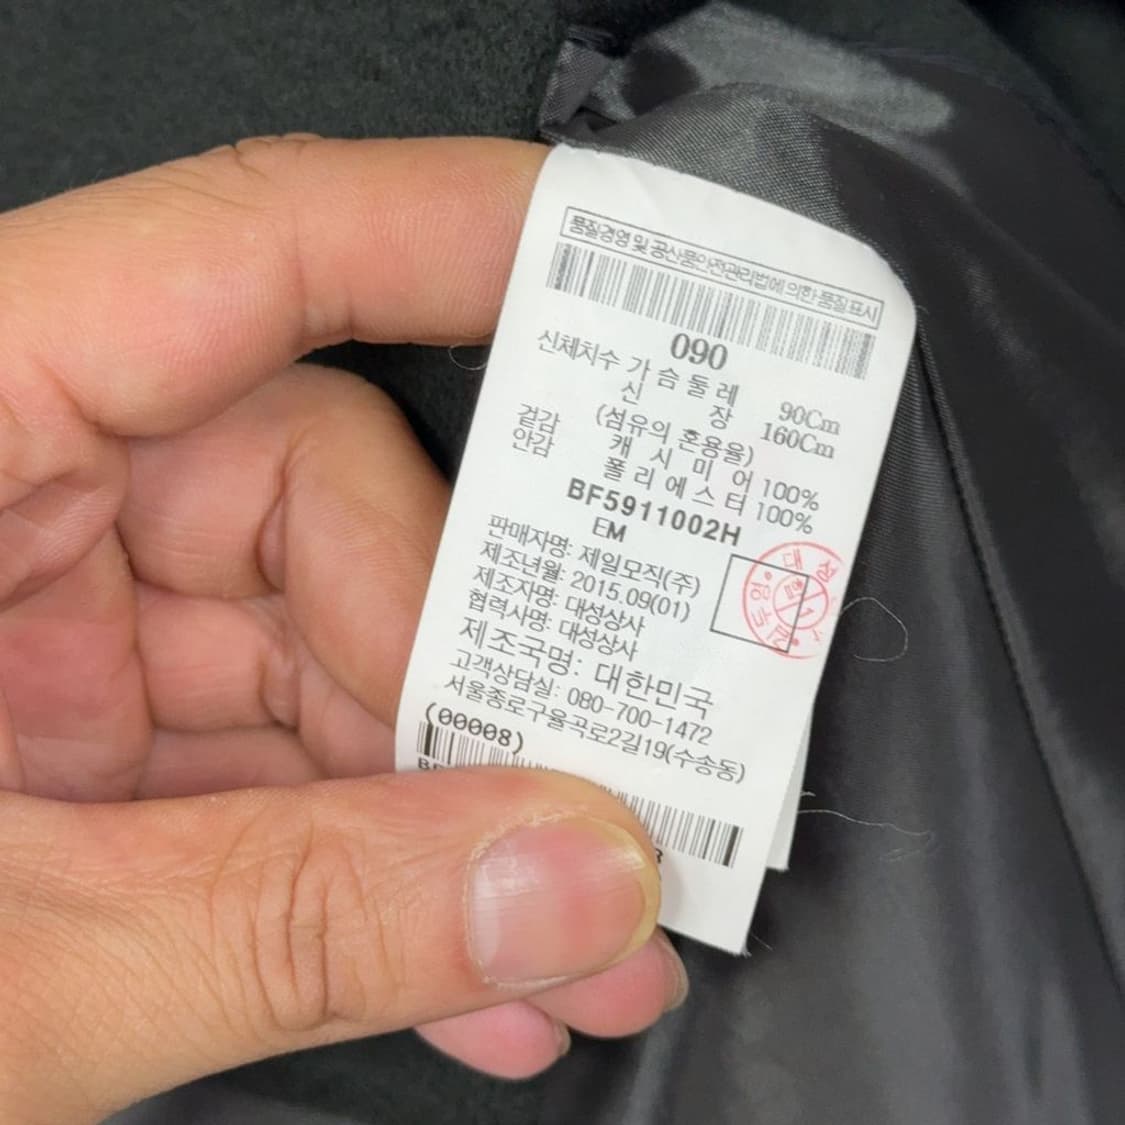 품질경영 및 공산품안전관리법에 의한 품질표시
090
신체치수 가슴둘레 90Cm
신장 160Cm
(섬유의 혼용율)
겉감 캐시미어 100%
안감 폴리에스터 100%
BF5911002H
EM
판매자명: 제일모직(주)
제조년월: 2015.09(01)
제조자명: 대성상사
협력사명: 대성상사
제조국명: 대한민국
고객상담실: 080-700-1472
서울종로구율곡로2길19(수송동)
(00008)